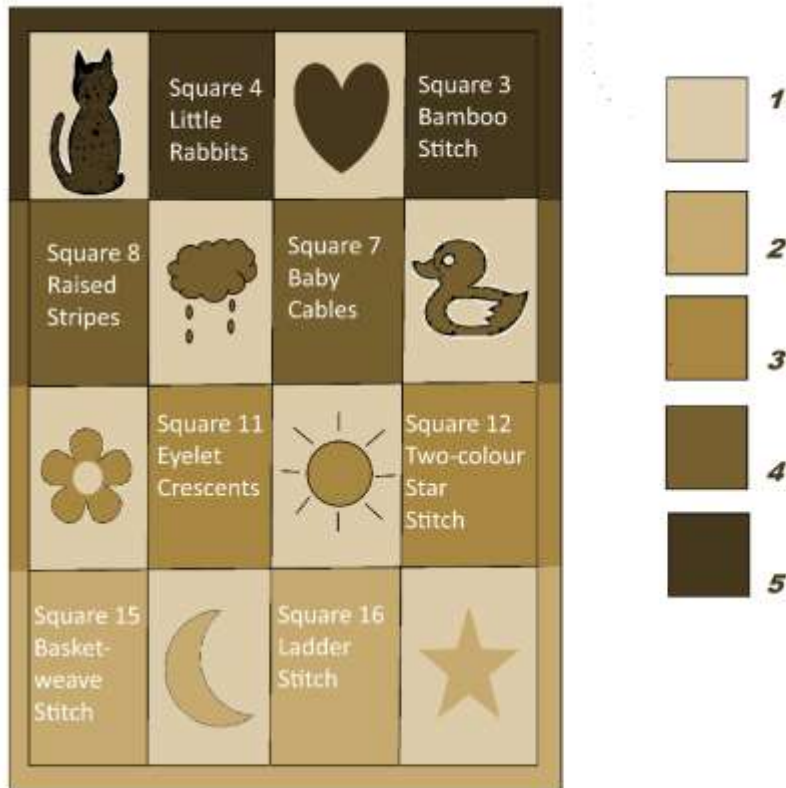 Square 4
Little
Rabbits
Square 3
Bamboo
Stitch
Square 8
Raised
Stripes
Square 7
Baby
Cables
Square 11
Eyelet
Crescents
Square 12
Two-colour
Star
Stitch
Square 15
Basket-
weave
Stitch
Square 16
Ladder
Stitch
1
2
3
4
5